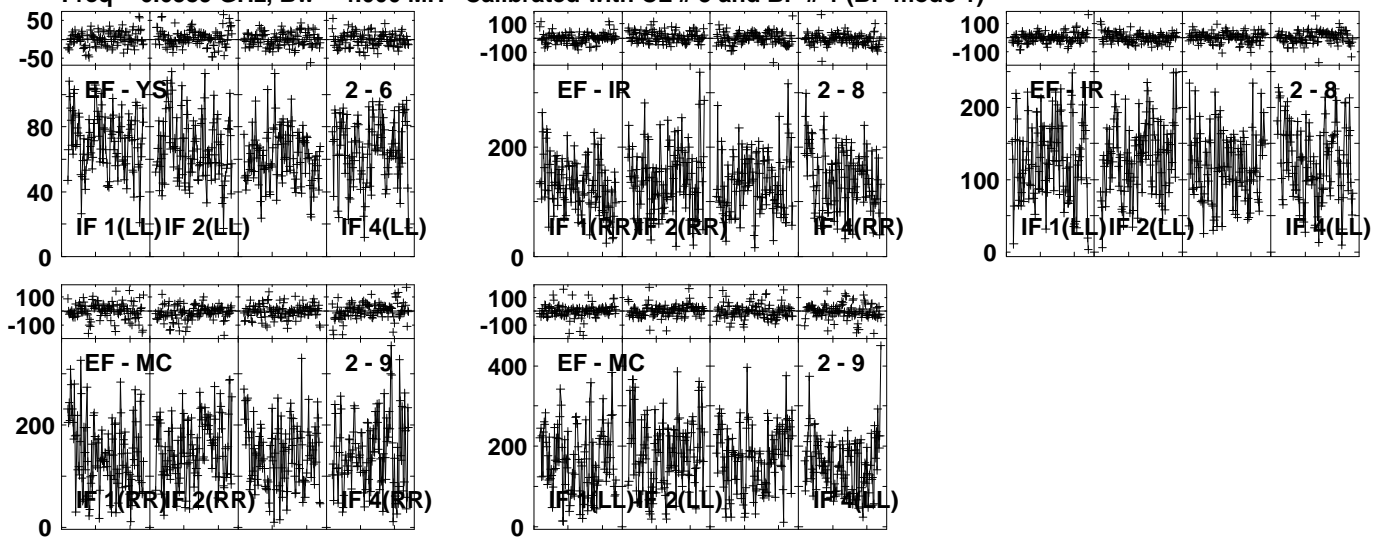 50 100 100
-50 -100 -100
EF - YS 2 - 6 EF - IR 2 - 8 EF - IR 2 - 8
80 200 200
40 100
IF 1(LL) IF 2(LL) IF 4(LL) IF 1(RR) IF 2(RR) IF 4(RR) IF 1(LL) IF 2(LL) IF 4(LL)
0 0 0
100 100
-100 -100
EF - MC 2 - 9 EF - MC 2 - 9
400
200 200
IF 1(RR) IF 2(RR) IF 4(RR) IF 1(LL) IF 2(LL) IF 4(LL)
0 0